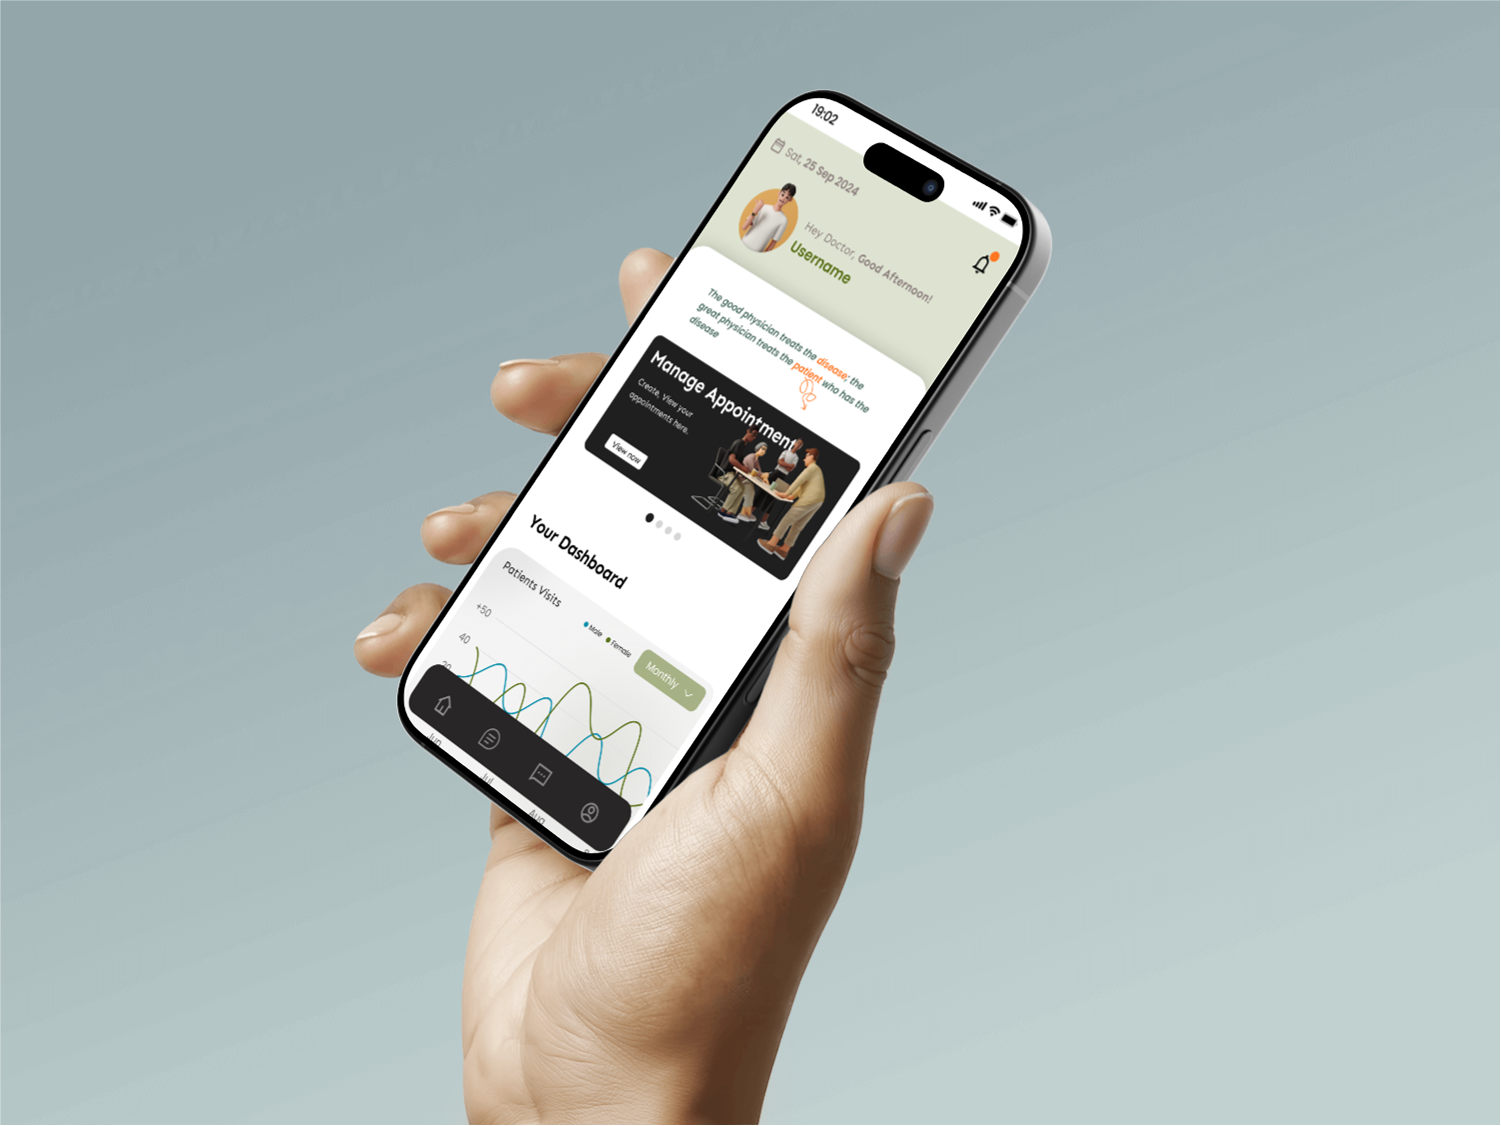 19:02
Sat, 25 Sep 2024
Hey Doctor, Good Afternoon!
Username
The good physician treats the disease; the
great physician treats the patient who has the
disease
Manage Appointment
Create, View your
appointments here.
View now
Your Dashboard
Patients Visits
+50
Male Female
40
Monthly
Jun
Jul
Aug